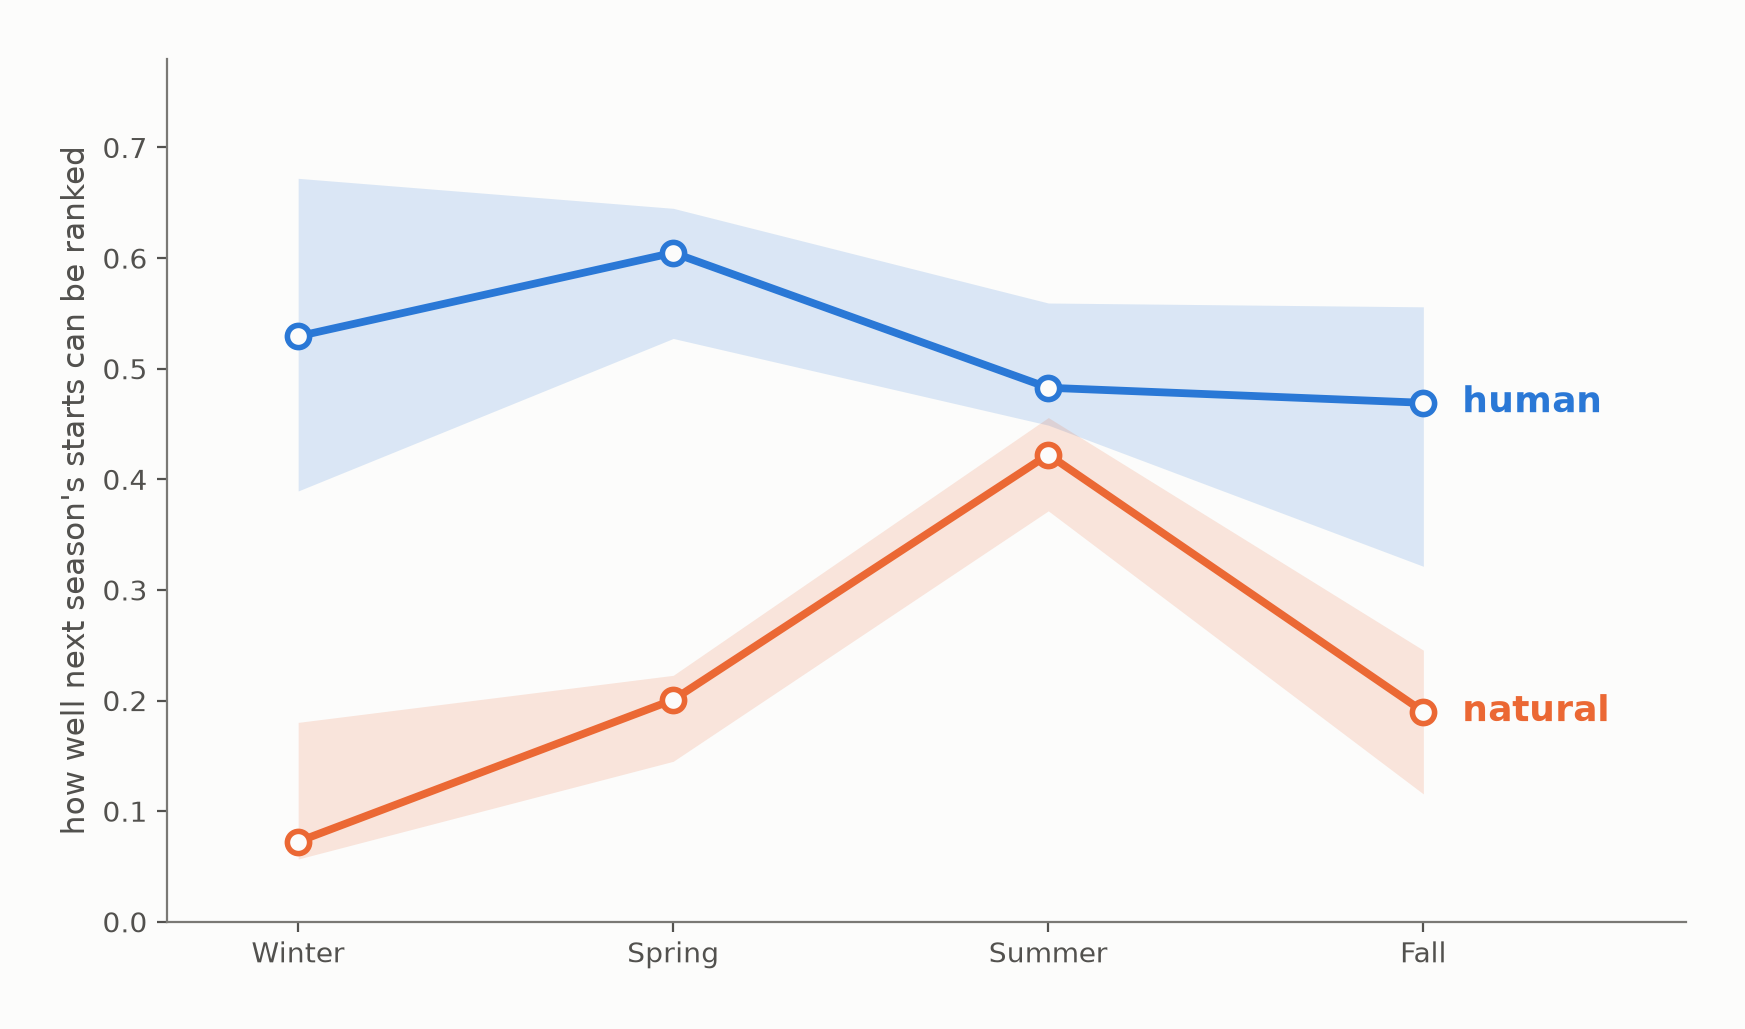 how well next season's starts can be ranked
0.7
0.6
0.5
0.4
0.3
0.2
0.1
0.0
human
natural
Winter
Spring
Summer
Fall